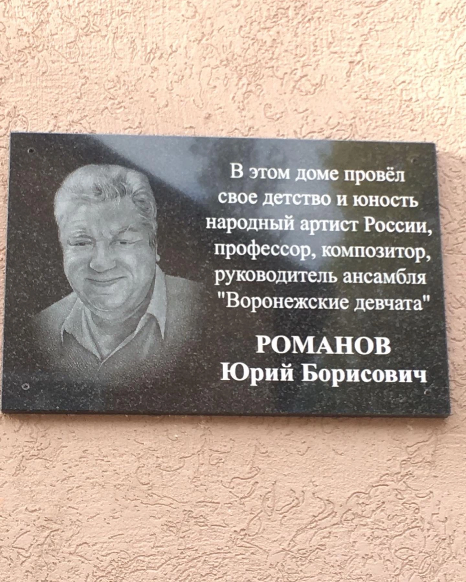 В этом доме провёл
свое детство и юность
народный артист России,
профессор, композитор,
руководитель ансамбля
"Воронежские девчата"
РОМАНОВ
Юрий Борисович